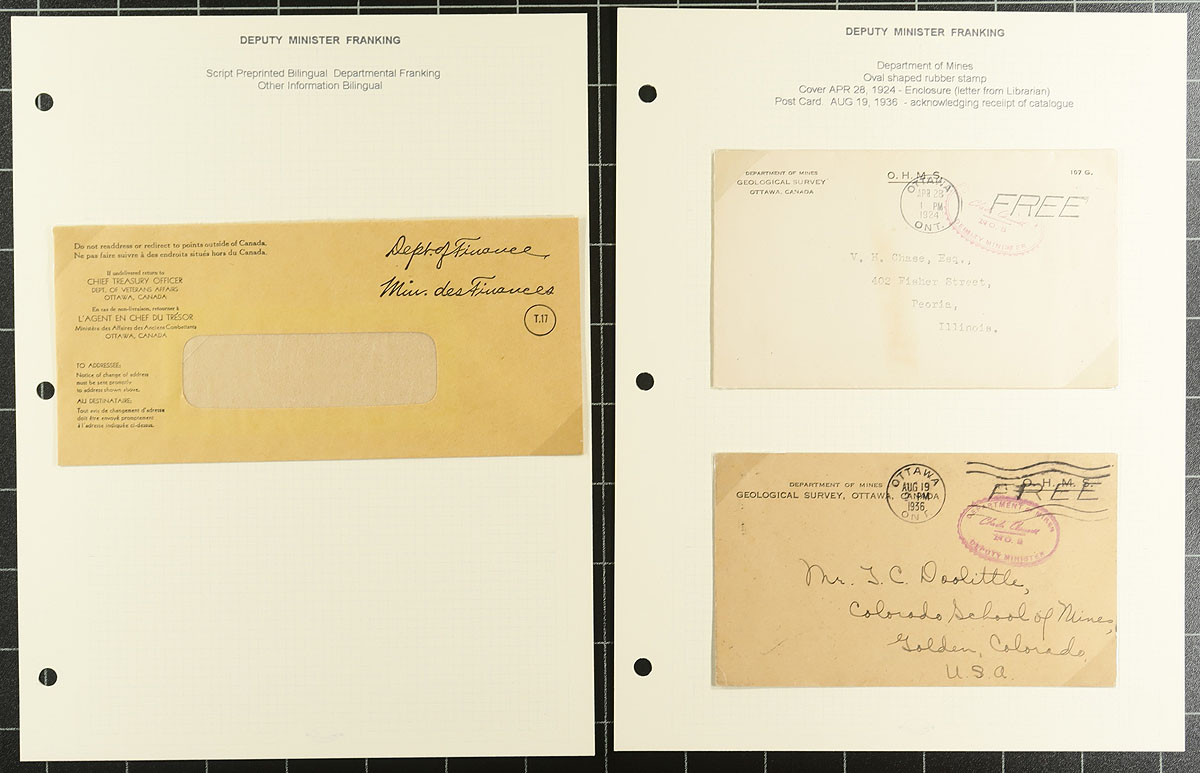 DEPUTY MINISTER FRANKING
Script Preprinted Bilingual Departmental Franking
Other Information Bilingual
Do not readdress or redirect to points outside of Canada.
Ne pas faire suivre à des endroits situés hors du Canada.
If undelivered return to
CHIEF TREASURY OFFICER
DEPT. OF VETERANS AFFAIRS
OTTAWA, CANADA
En cas de non-livraison, retourner à
L'AGENT EN CHEF DU TRÉSOR
Ministère des Affaires des Anciens Combattants
OTTAWA, CANADA
TO ADDRESSEE:
Notice of change of address
must be sent promptly
to address shown above.
AU DESTINATAIRE:
Tout avis de changement d'adresse
doit être envoyé promptement
à l'adresse indiquée ci-dessus.
Dept. of Finance,
Min. des Finances
T.17
DEPUTY MINISTER FRANKING
Department of Mines
Oval shaped rubber stamp
Cover APR 28, 1924 - Enclosure (letter from Librarian)
Post Card. AUG 19, 1936 - acknowledging receipt of catalogue
DEPARTMENT OF MINES
GEOLOGICAL SURVEY
OTTAWA, CANADA
O.H.M.S.
107 G.
OTTAWA
APR 28
1 PM
1924
ONT.
FREE
NO. 5
DEPUTY MINISTER
V. H. Chase, Esq.,
402 Fisher Street,
Peoria,
Illinois.
DEPARTMENT OF MINES
GEOLOGICAL SURVEY, OTTAWA, CANADA
OTTAWA
AUG 19
PM
1936
ONT.
O.H.M.S.
FREE
DEPARTMENT OF MINES
DEPUTY MINISTER
Mr. T. C. Doolittle,
Colorado School of Mines,
Golden, Colorado,
U.S.A.